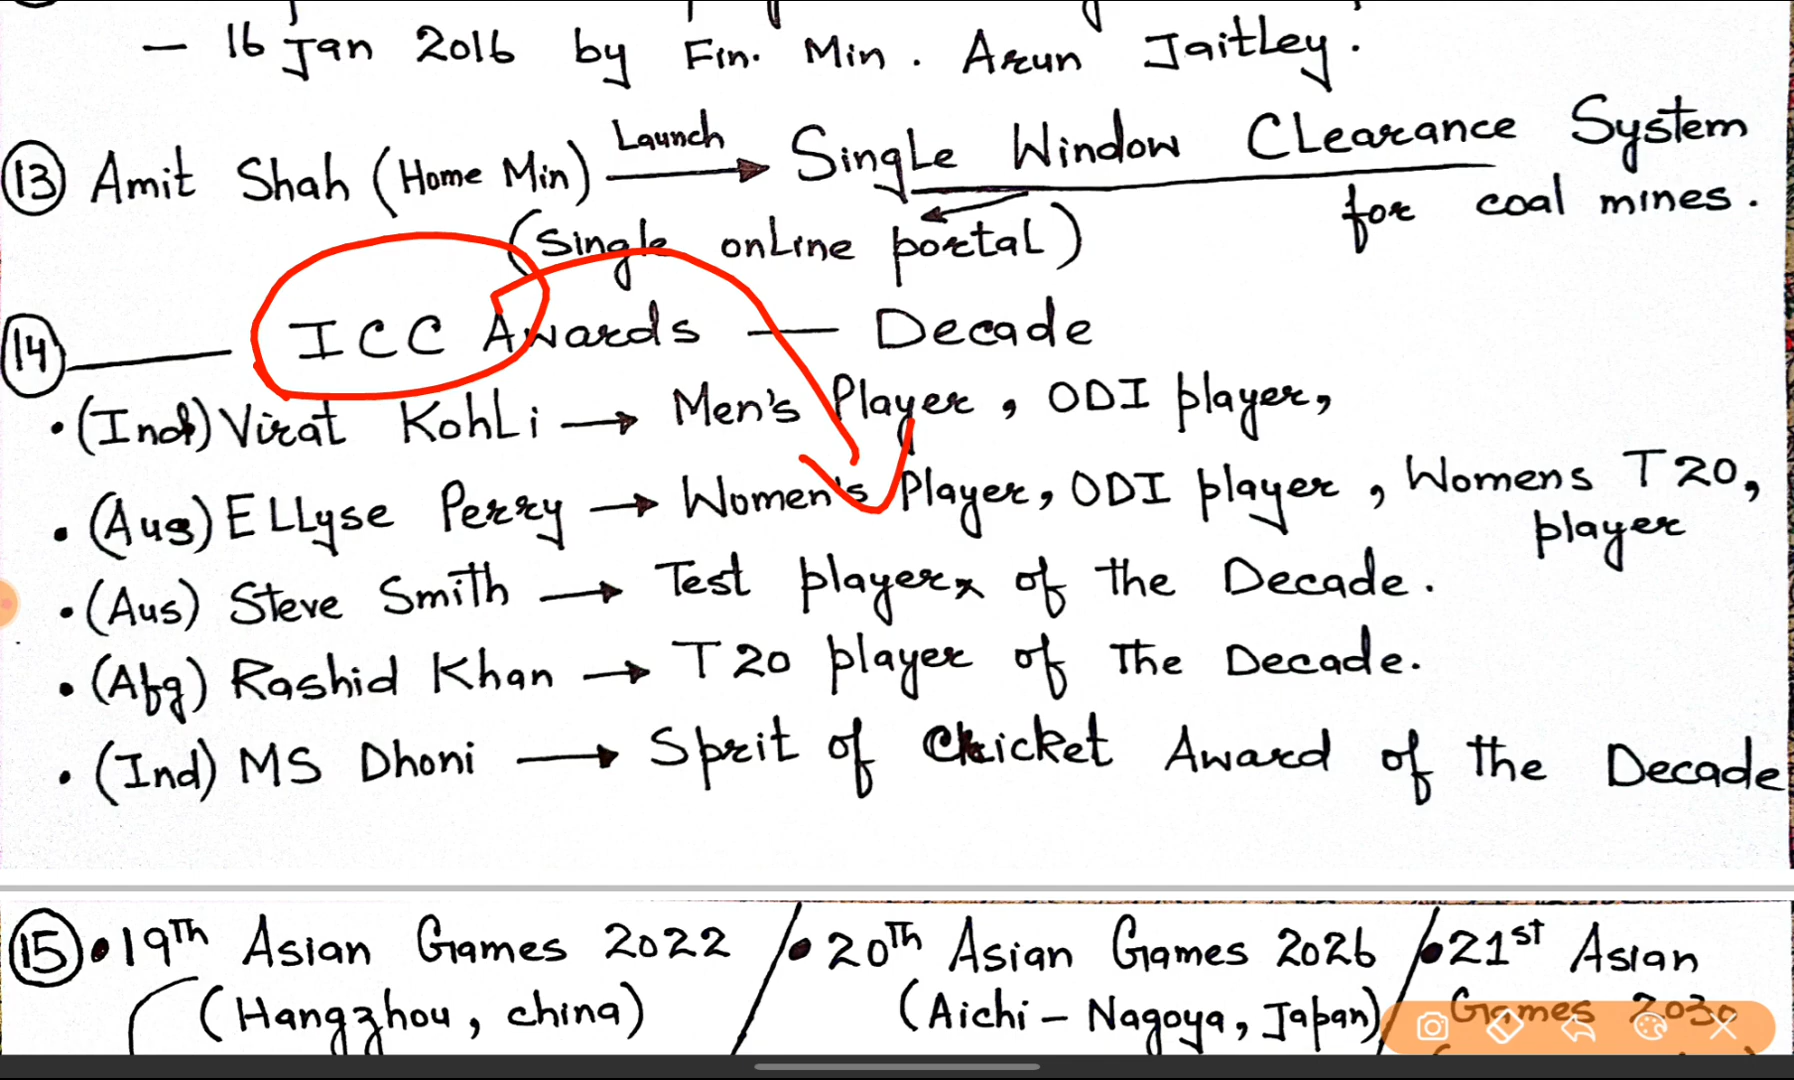 — 16 Jan 2016 by Fin. Min. Arun Jaitley.
13 Amit Shah (Home Min) Launch → Single Window Clearance System
for coal mines.
(Single online portal)
14 — ICC Awards — Decade
• (Ind) Virat Kohli → Men's Player, ODI player,
• (Aus) Ellyse Perry → Women's Player, ODI player, Womens T20,
player
• (Aus) Steve Smith → Test player of the Decade.
• (Afg) Rashid Khan → T20 player of the Decade.
• (Ind) MS Dhoni → Sprit of Cricket Award of the Decade
15 • 19Th Asian Games 2022 / • 20Th Asian Games 2026 / • 21st Asian
(Hangzhou, china) (Aichi - Nagoya, Japan) Games 2030